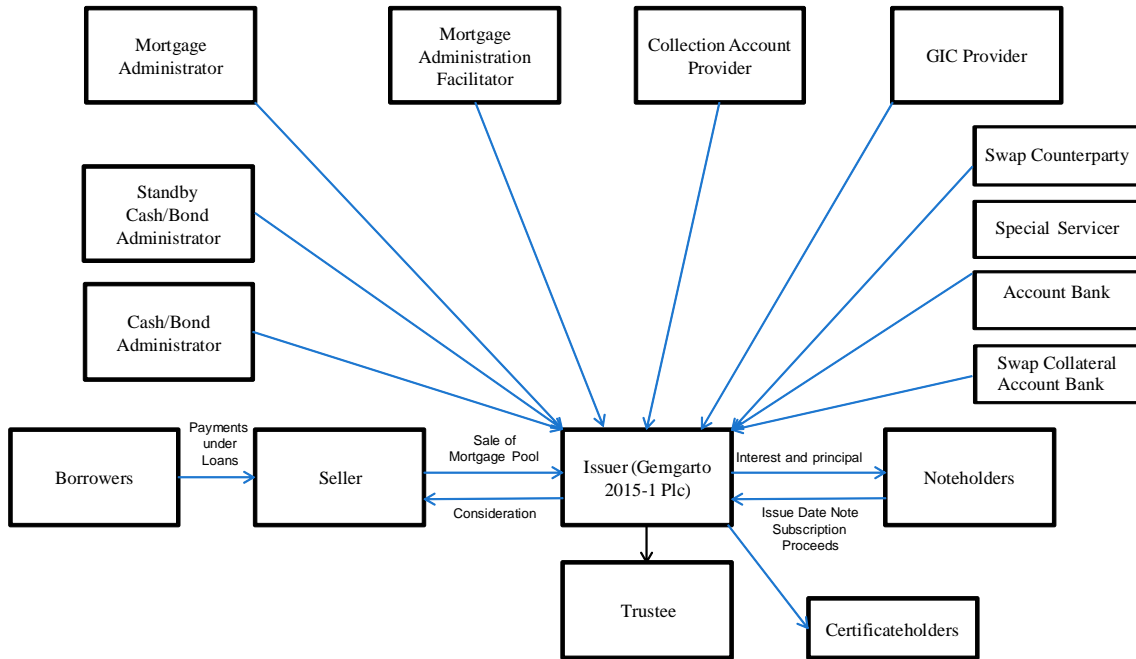 Mortgage
Administrator
Mortgage
Administration
Facilitator
Collection Account
Provider
GIC Provider
Swap Counterparty
Standby
Cash/Bond
Administrator
Special Servicer
Account Bank
Cash/Bond
Administrator
Swap Collateral
Account Bank
Borrowers
Payments
under
Loans
Seller
Sale of
Mortgage Pool
Consideration
Issuer (Gemgarto
2015-1 Plc)
Interest and principal
Issue Date Note
Subscription
Proceeds
Noteholders
Trustee
Certificateholders